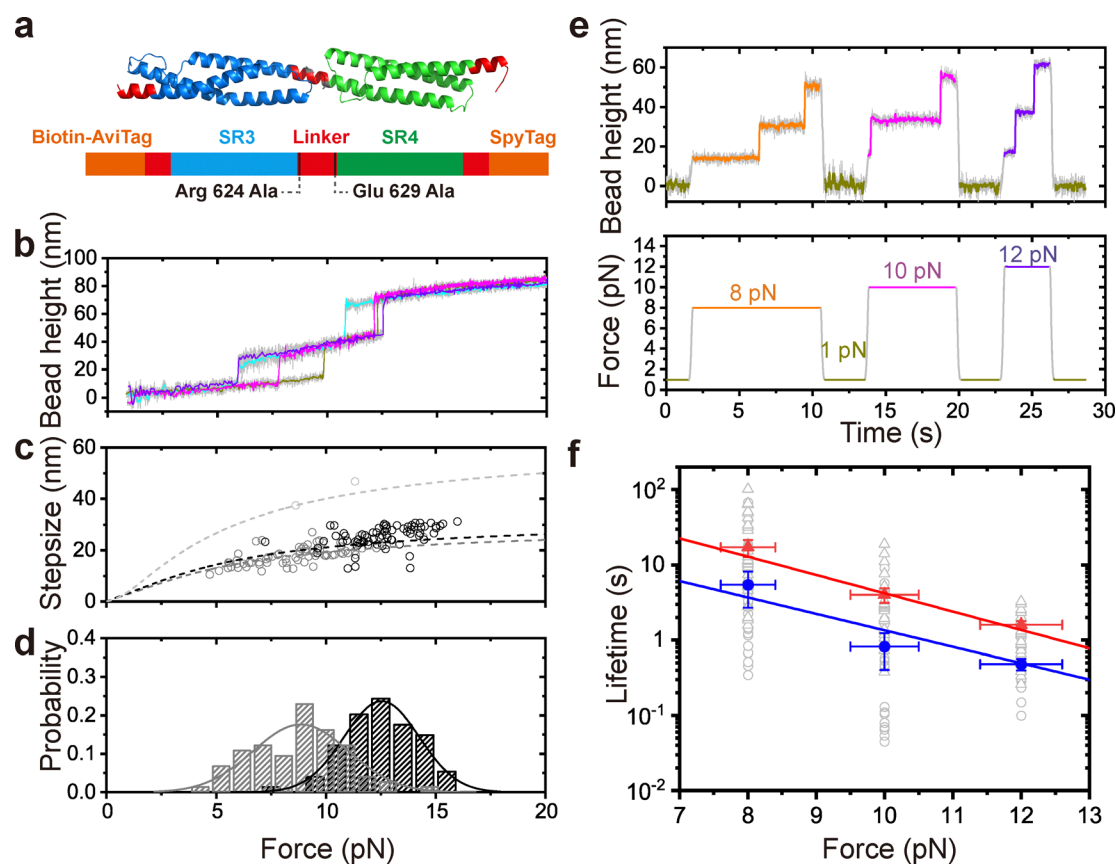 a
Biotin-AviTag SR3 Linker SR4 SpyTag
Arg 624 Ala Glu 629 Ala
b
Bead height (nm)
100
80
60
40
20
0
c
Stepsize (nm)
60
40
20
0
d
Probability
0.4
0.3
0.2
0.1
0.0
0 5 10 15 20
Force (pN)
e
Bead height (nm)
60
40
20
0
Force (pN)
14
12
10
8
6
4
2
0
8 pN
1 pN
10 pN
12 pN
0 5 10 15 20 25 30
Time (s)
f
Lifetime (s)
10²
10
1
10⁻¹
10⁻²
7 8 9 10 11 12 13
Force (pN)